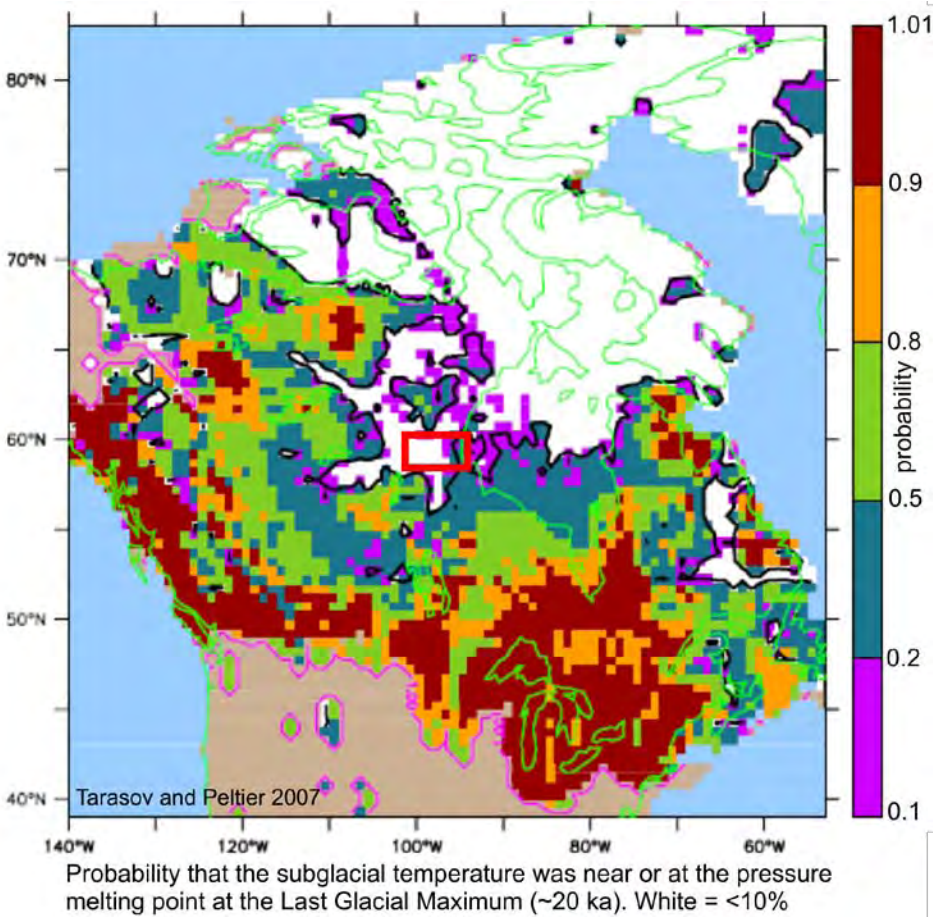 1.01
80°N
0.9
70°N
0.8
probability
60°N
0.5
50°N
0.2
Tarasov and Peltier 2007
40°N
0.1
140°W 120°W 100°W 80°W 60°W
Probability that the subglacial temperature was near or at the pressure
melting point at the Last Glacial Maximum (~20 ka). White = <10%